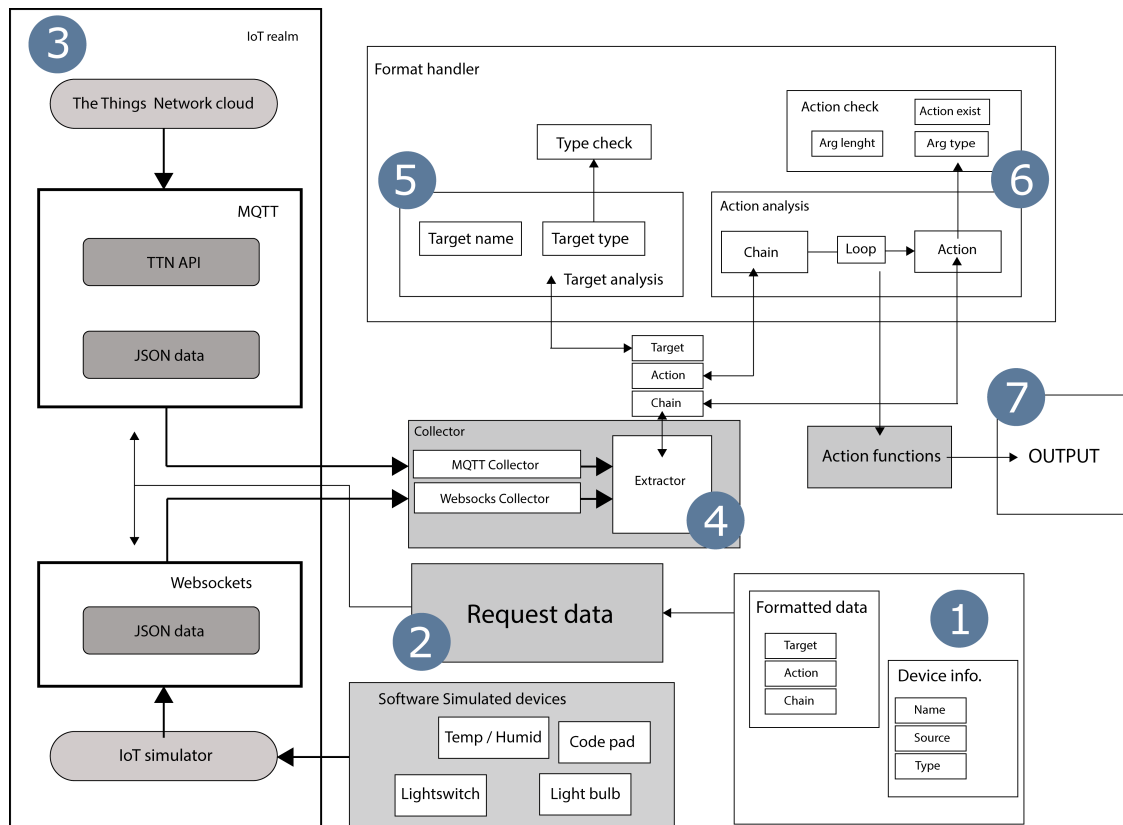 3
IoT realm
The Things Network cloud
MQTT
TTN API
JSON data
Websockets
JSON data
IoT simulator
Format handler
5
Type check
Target name
Target type
Target analysis
Action check
Action exist
Arg lenght
Arg type
6
Action analysis
Chain
Loop
Action
Target
Action
Chain
Collector
MQTT Collector
Websocks Collector
Extractor
4
Action functions
7
OUTPUT
2
Request data
Software Simulated devices
Temp / Humid
Code pad
Lightswitch
Light bulb
1
Formatted data
Target
Action
Chain
Device info.
Name
Source
Type